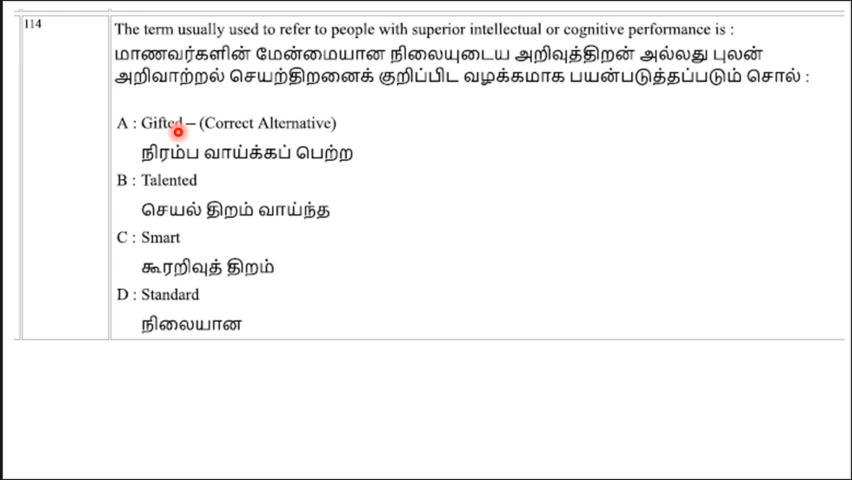 114
The term usually used to refer to people with superior intellectual or cognitive performance is :
மாணவர்களின் மேன்மையான நிலையுடைய அறிவுத்திறன் அல்லது புலன்
அறிவாற்றல் செயற்திறனைக் குறிப்பிட வழக்கமாக பயன்படுத்தப்படும் சொல் :
A : Gifted – (Correct Alternative)
நிரம்ப வாய்க்கப் பெற்ற
B : Talented
செயல் திறம் வாய்ந்த
C : Smart
கூரறிவுத் திறம்
D : Standard
நிலையான